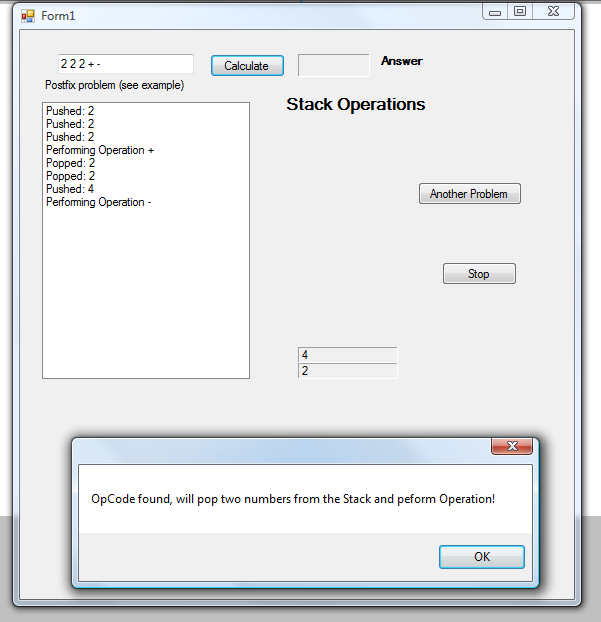 Form1
2 2 2 + -
Calculate
Answer
Postfix problem (see example)
Stack Operations
Pushed: 2
Pushed: 2
Pushed: 2
Performing Operation +
Popped: 2
Popped: 2
Pushed: 4
Performing Operation -
Another Problem
Stop
4
2
OpCode found, will pop two numbers from the Stack and peform Operation!
OK